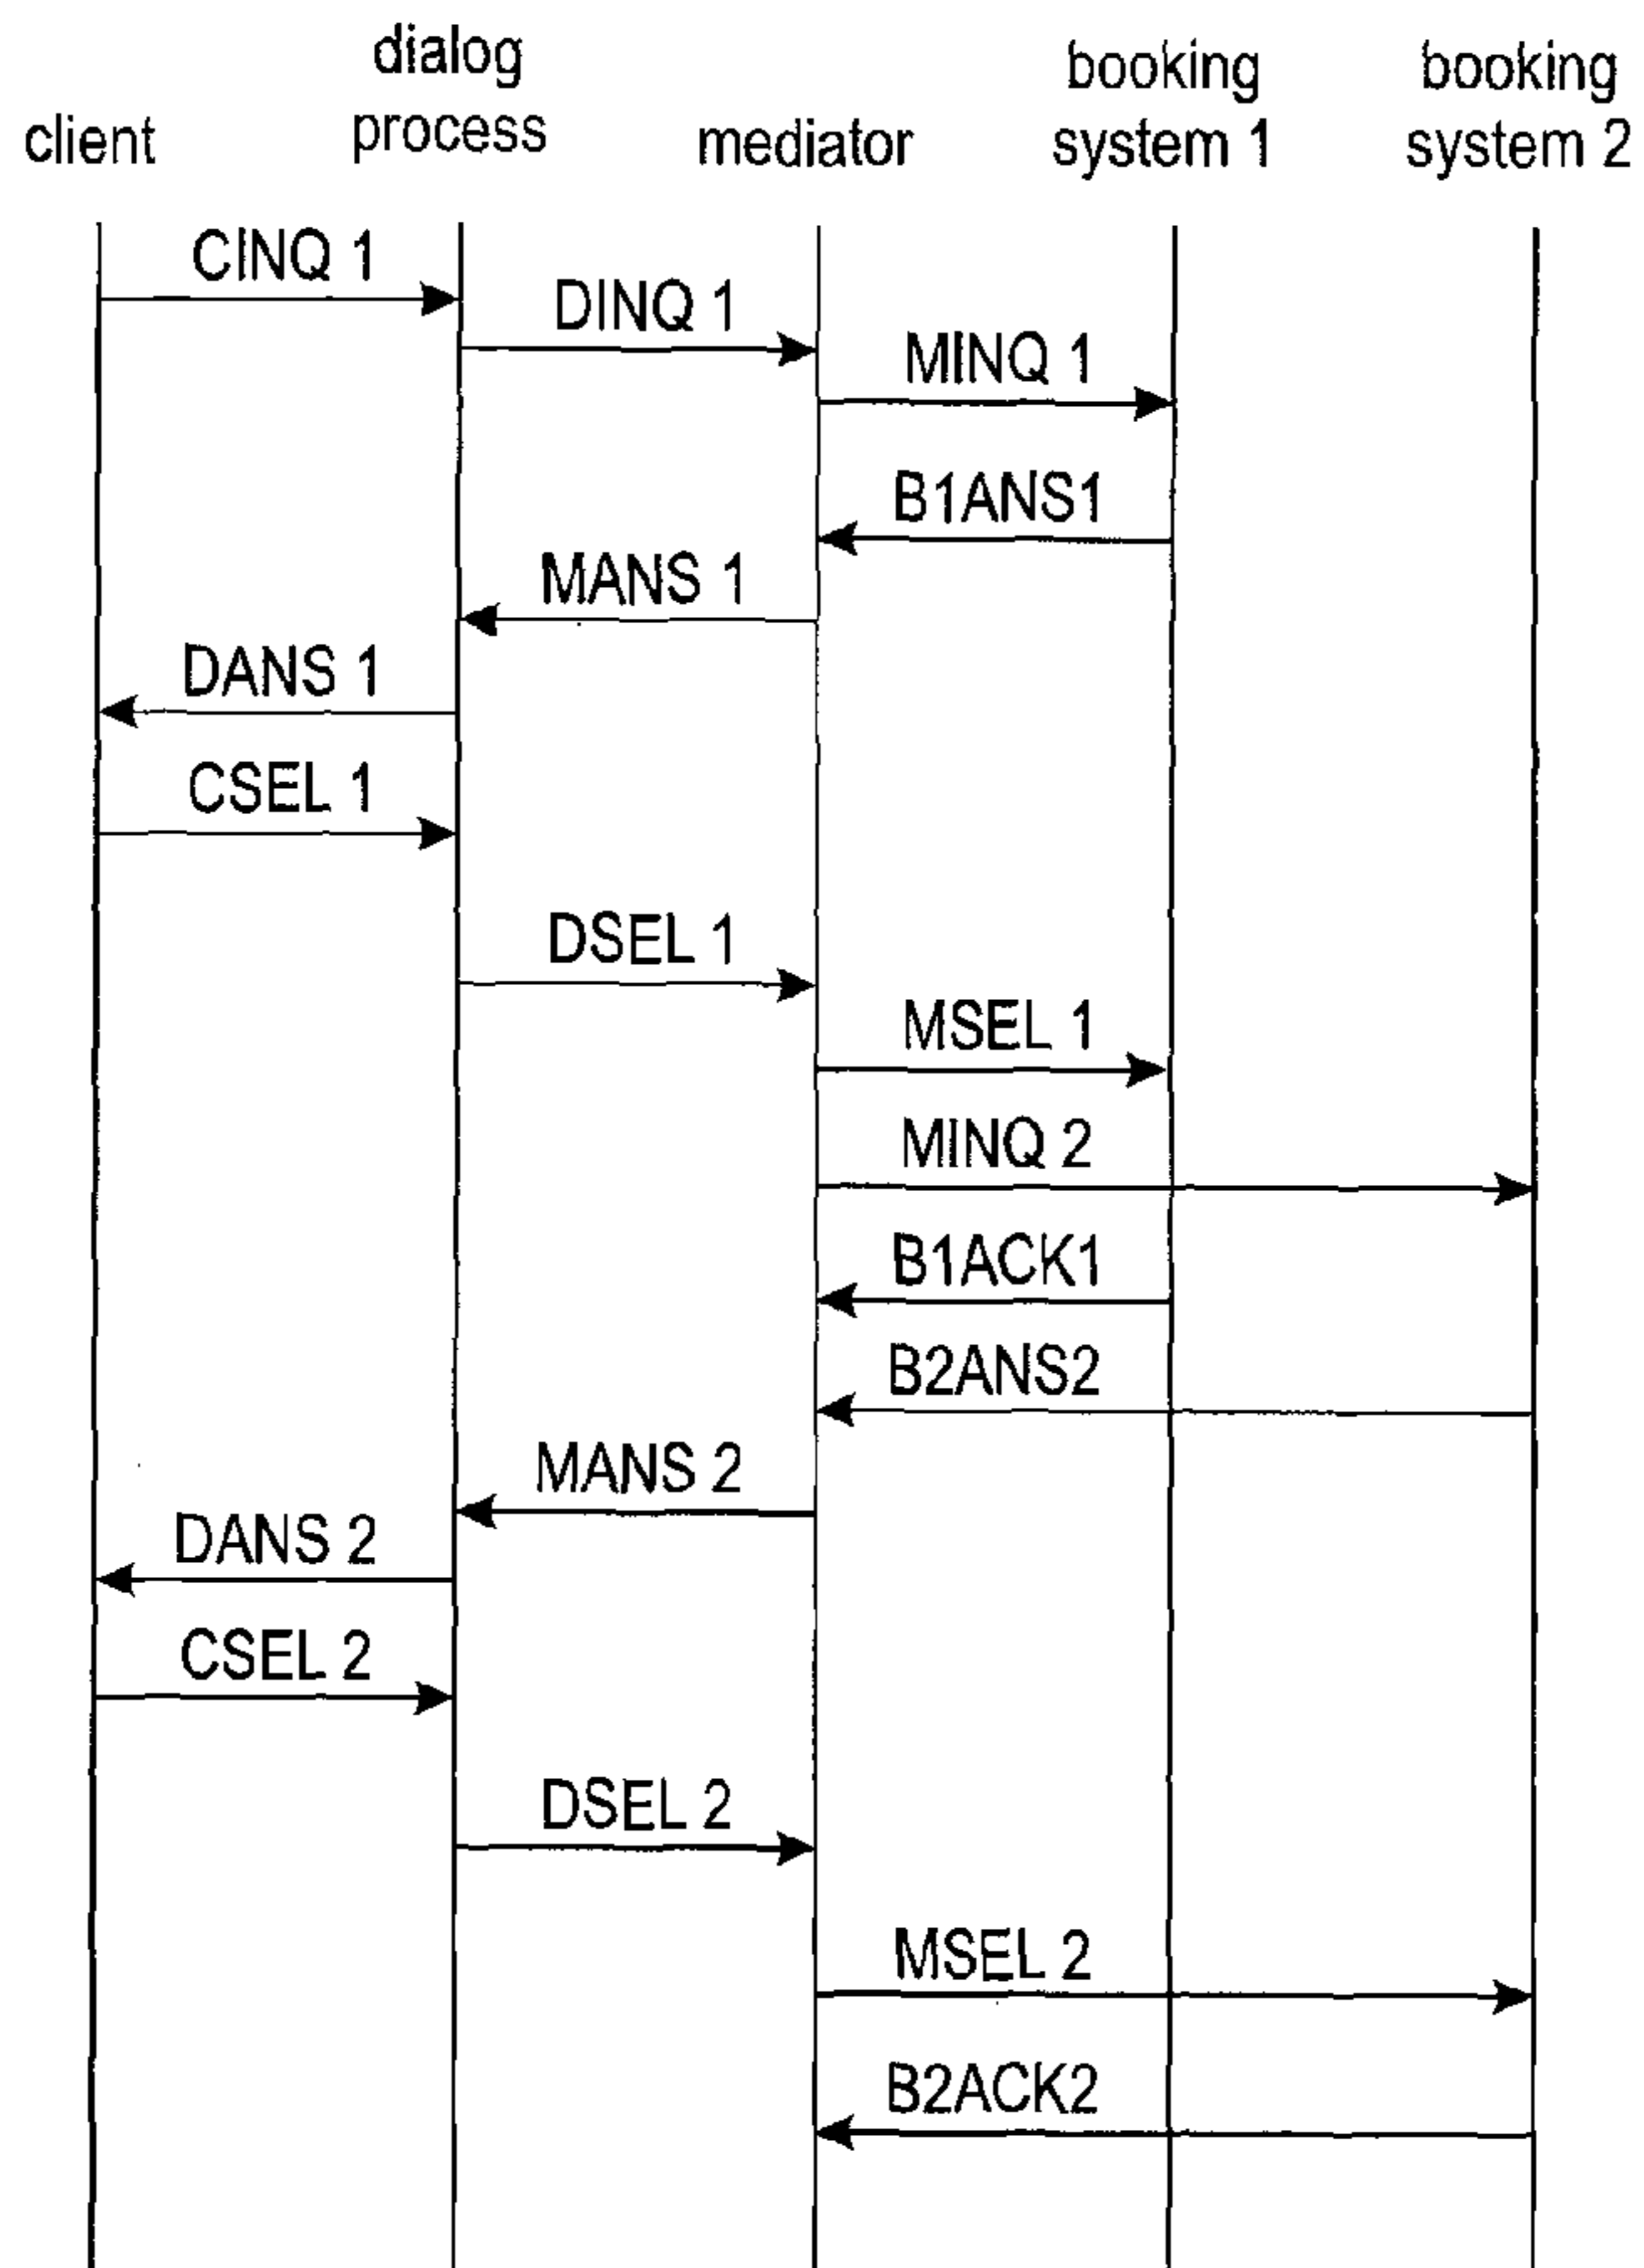 client
dialog
process
mediator
booking
system 1
booking
system 2
CINQ 1
DINQ 1
MINQ 1
B1ANS1
MANS 1
DANS 1
CSEL 1
DSEL 1
MSEL 1
MINQ 2
B1ACK1
B2ANS2
MANS 2
DANS 2
CSEL 2
DSEL 2
MSEL 2
B2ACK2